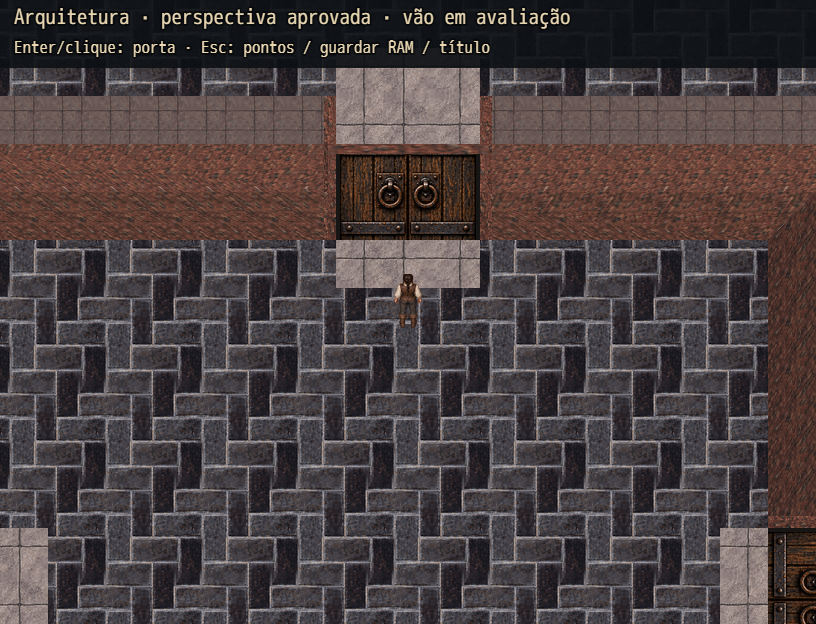 Arquitetura · perspectiva aprovada · vão em avaliação
Enter/clique: porta · Esc: pontos / guardar RAM / título